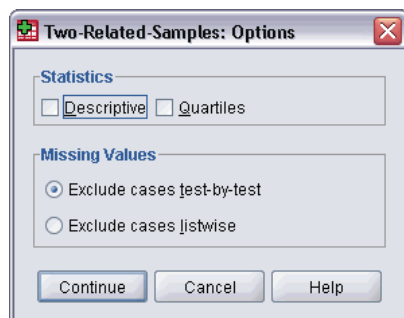 Two-Related-Samples: Options
Statistics
Descriptive Quartiles
Missing Values
Exclude cases test-by-test
Exclude cases listwise
Continue Cancel Help